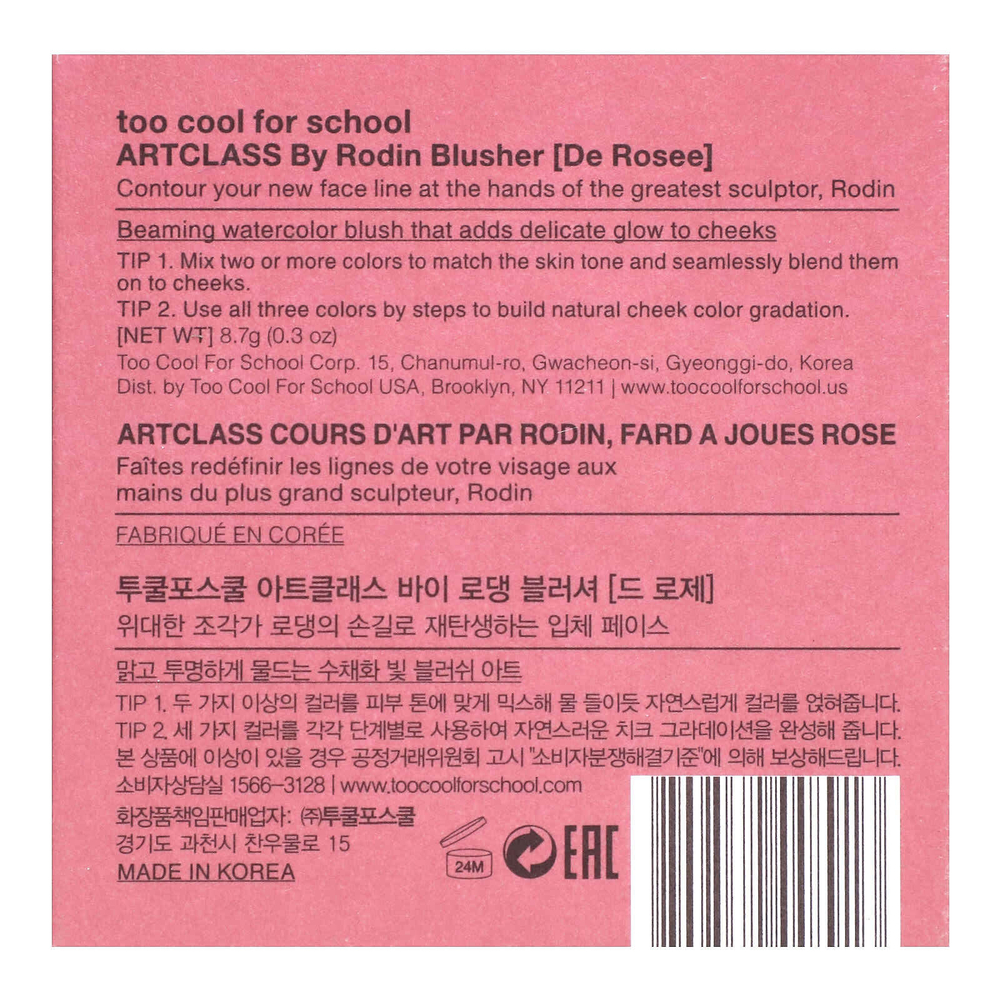 too cool for school
ARTCLASS By Rodin Blusher [De Rosee]
Contour your new face line at the hands of the greatest sculptor, Rodin
Beaming watercolor blush that adds delicate glow to cheeks
TIP 1. Mix two or more colors to match the skin tone and seamlessly blend them
on to cheeks.
TIP 2. Use all three colors by steps to build natural cheek color gradation.
[NET WT] 8.7g (0.3 oz)
Too Cool For School Corp. 15, Chanumul-ro, Gwacheon-si, Gyeonggi-do, Korea
Dist. by Too Cool For School USA, Brooklyn, NY 11211 | www.toocoolforschool.us
ARTCLASS COURS D'ART PAR RODIN, FARD A JOUES ROSE
Faîtes redéfinir les lignes de votre visage aux
mains du plus grand sculpteur, Rodin
FABRIQUÉ EN CORÉE
투쿨포스쿨 아트클래스 바이 로댕 블러셔 [드 로제]
위대한 조각가 로댕의 손길로 재탄생하는 입체 페이스
맑고 투명하게 물드는 수채화 빛 블러쉬 아트
TIP 1. 두 가지 이상의 컬러를 피부 톤에 맞게 믹스해 물 들이듯 자연스럽게 컬러를 얹혀줍니다.
TIP 2. 세 가지 컬러를 각각 단계별로 사용하여 자연스러운 치크 그라데이션을 완성해 줍니다.
본 상품에 이상이 있을 경우 공정거래위원회 고시 "소비자분쟁해결기준"에 의해 보상해드립니다.
소비자상담실 1566-3128 | www.toocoolforschool.com
화장품책임판매업자: ㈜투쿨포스쿨
경기도 과천시 찬우물로 15
MADE IN KOREA
24M
EAC